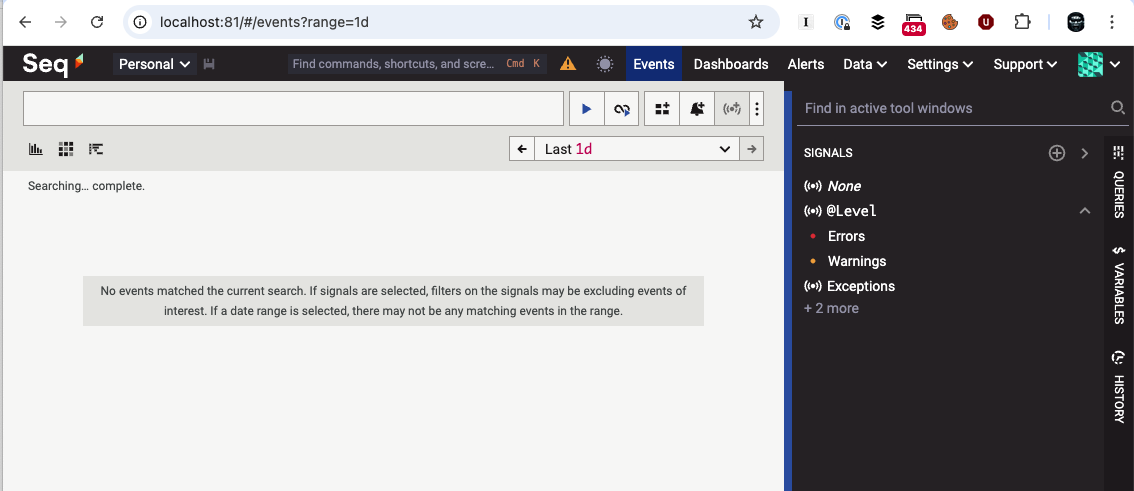 localhost:81/#/events?range=1d
434
Seq
Personal
Find commands, shortcuts, and scre... Cmd K
Events
Dashboards
Alerts
Data
Settings
Support
Last 1d
Searching... complete.
No events matched the current search. If signals are selected, filters on the signals may be excluding events of
interest. If a date range is selected, there may not be any matching events in the range.
Find in active tool windows
SIGNALS
None
@Level
Errors
Warnings
Exceptions
+ 2 more
QUERIES
VARIABLES
HISTORY